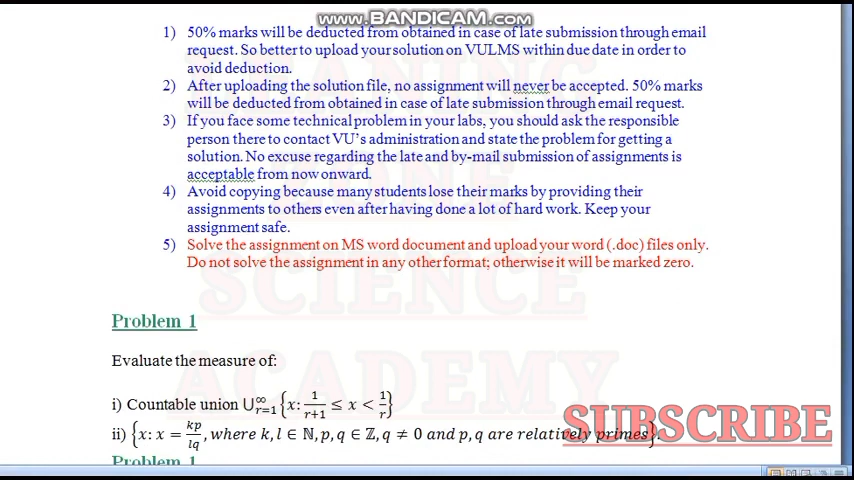 www.BANDICAM.com
1) 50% marks will be deducted from obtained in case of late submission through email
request. So better to upload your solution on VULMS within due date in order to
avoid deduction.
2) After uploading the solution file, no assignment will never be accepted. 50% marks
will be deducted from obtained in case of late submission through email request.
3) If you face some technical problem in your labs, you should ask the responsible
person there to contact VU's administration and state the problem for getting a
solution. No excuse regarding the late and by-mail submission of assignments is
acceptable from now onward.
4) Avoid copying because many students lose their marks by providing their
assignments to others even after having done a lot of hard work. Keep your
assignment safe.
5) Solve the assignment on MS word document and upload your word (.doc) files only.
Do not solve the assignment in any other format; otherwise it will be marked zero.
SCIENCE
ACADEMY
Problem 1
Evaluate the measure of:
i) Countable union ⋃_{r=1}^{∞} {x: 1/(r+1) ≤ x < 1/r}
ii) {x: x = kp/lq, where k, l ∈ ℕ, p, q ∈ ℤ, q ≠ 0 and p, q are relatively primes}.
SUBSCRIBE
Problem 1